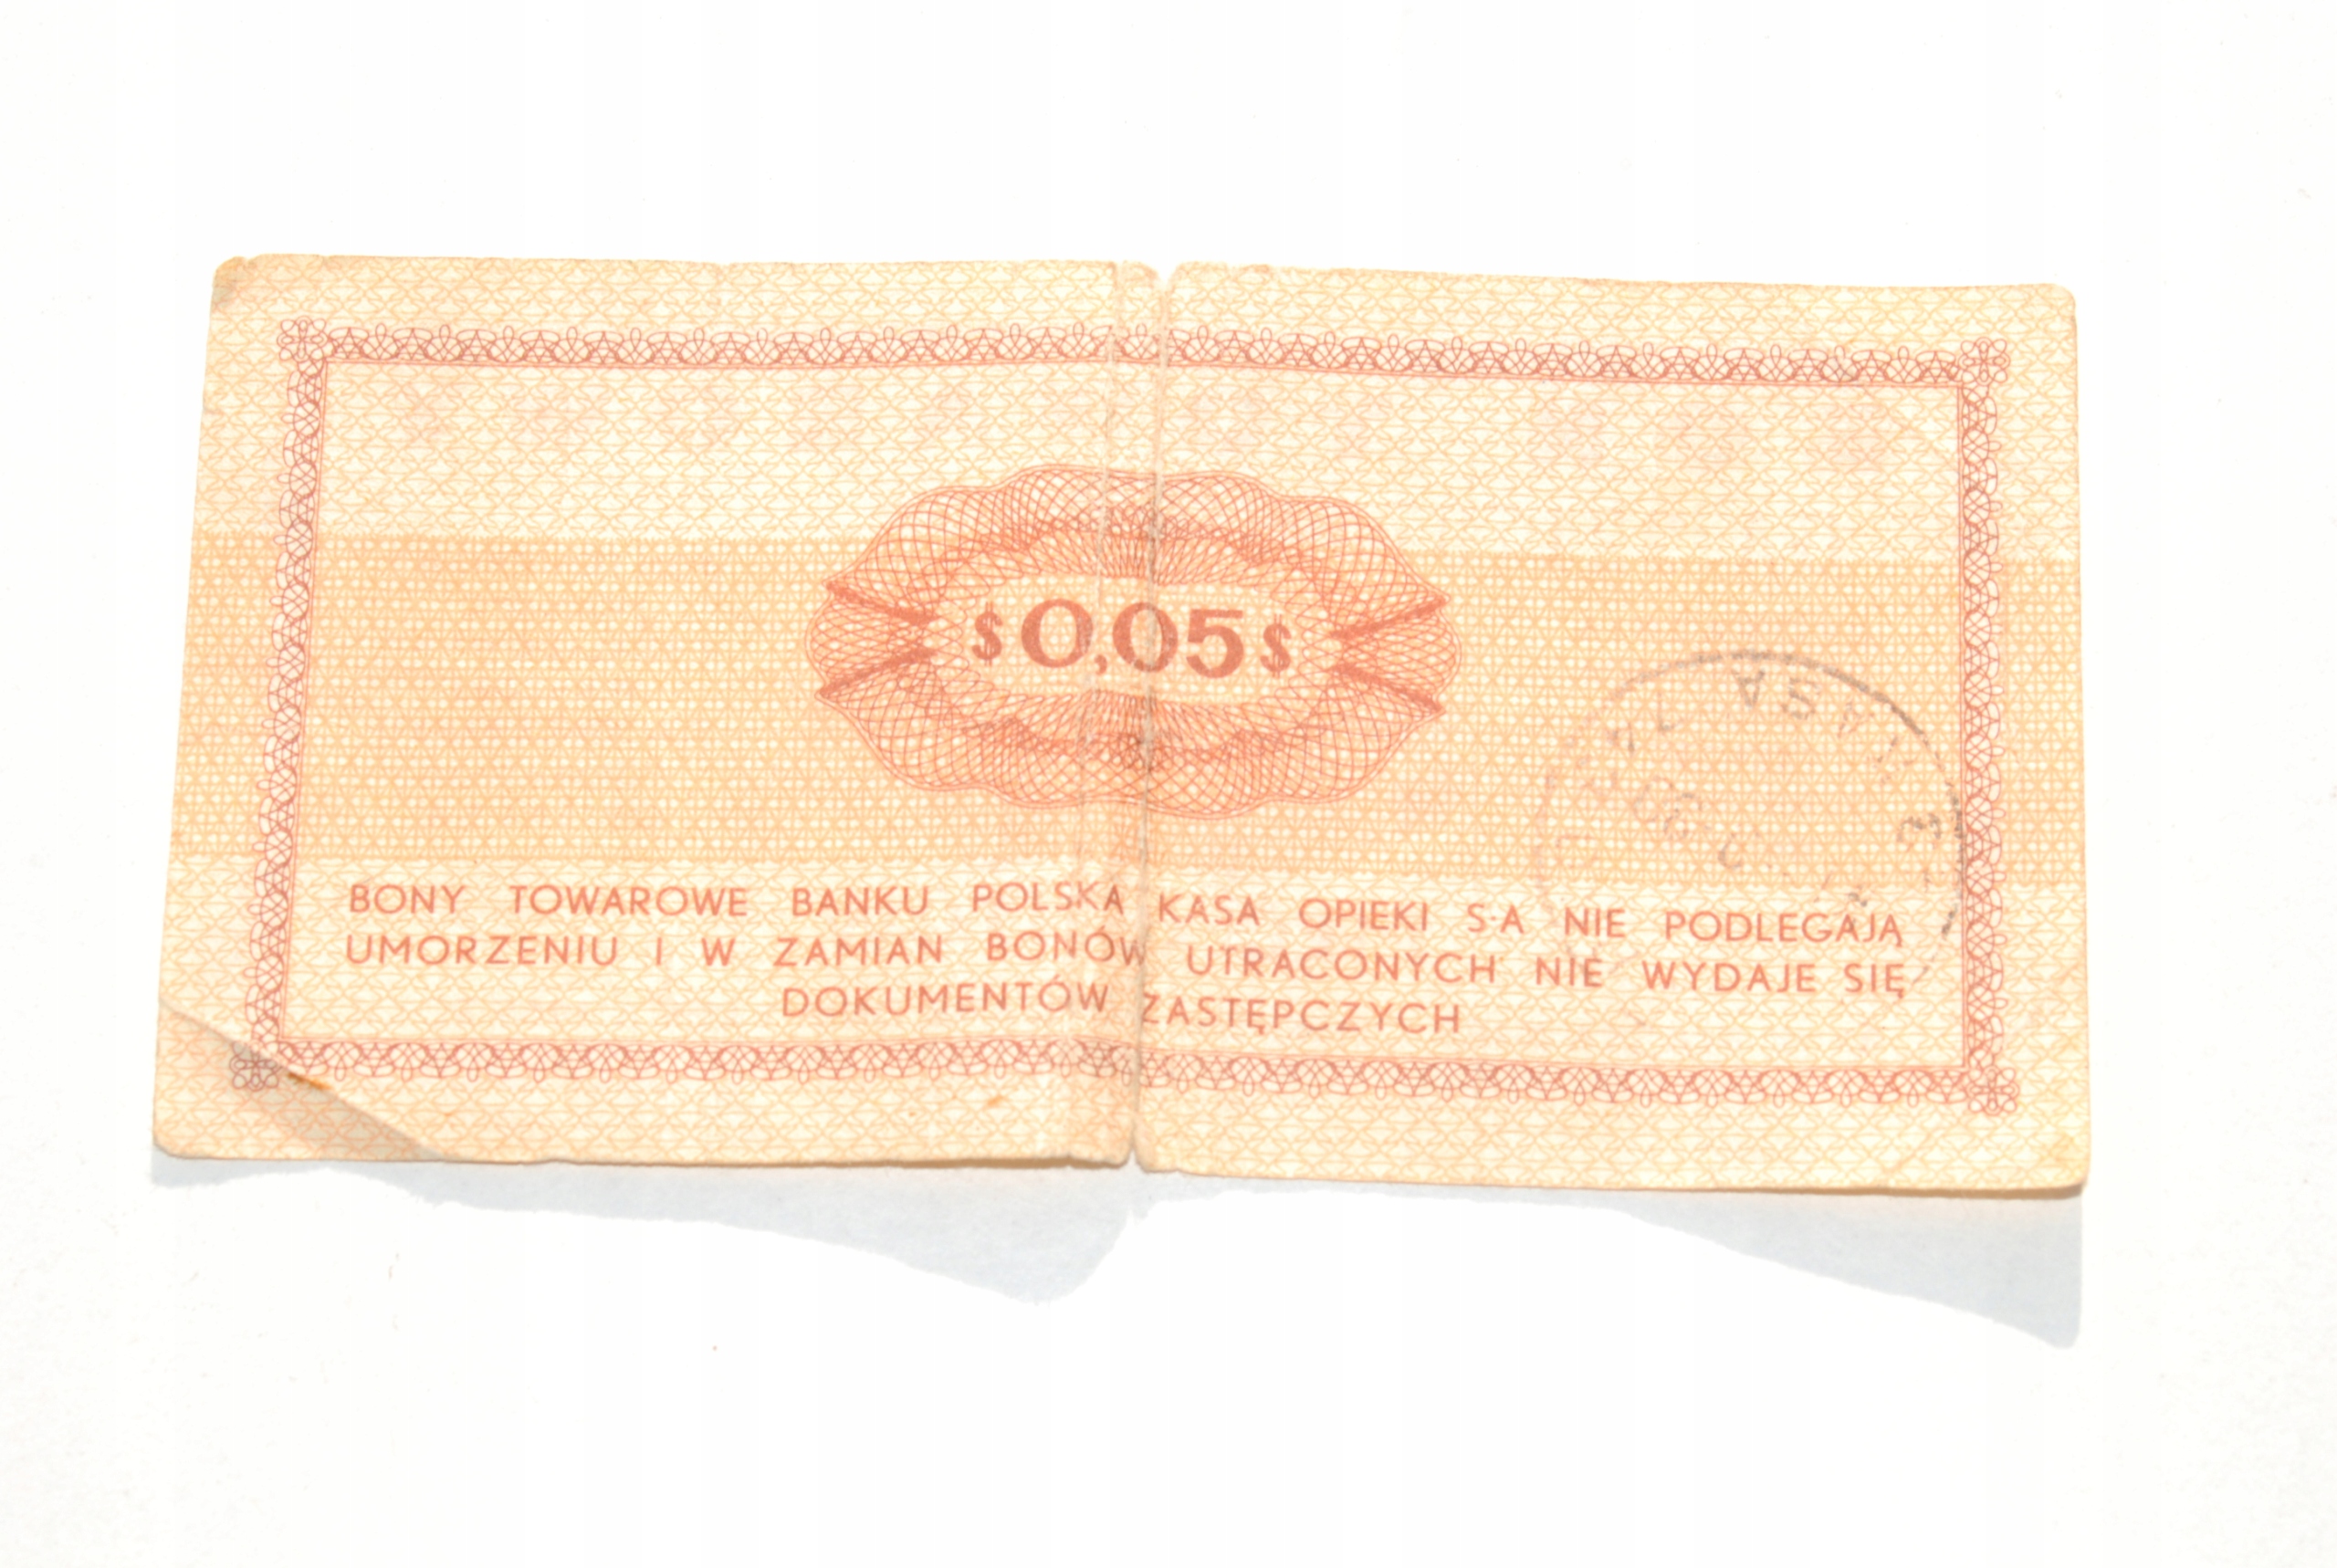 $0,05$
BONY TOWAROWE BANKU POLSKA KASA OPIEKI S·A NIE PODLEGAJĄ
UMORZENIU I W ZAMIAN BONÓW UTRACONYCH NIE WYDAJE SIĘ
DOKUMENTÓW ZASTĘPCZYCH